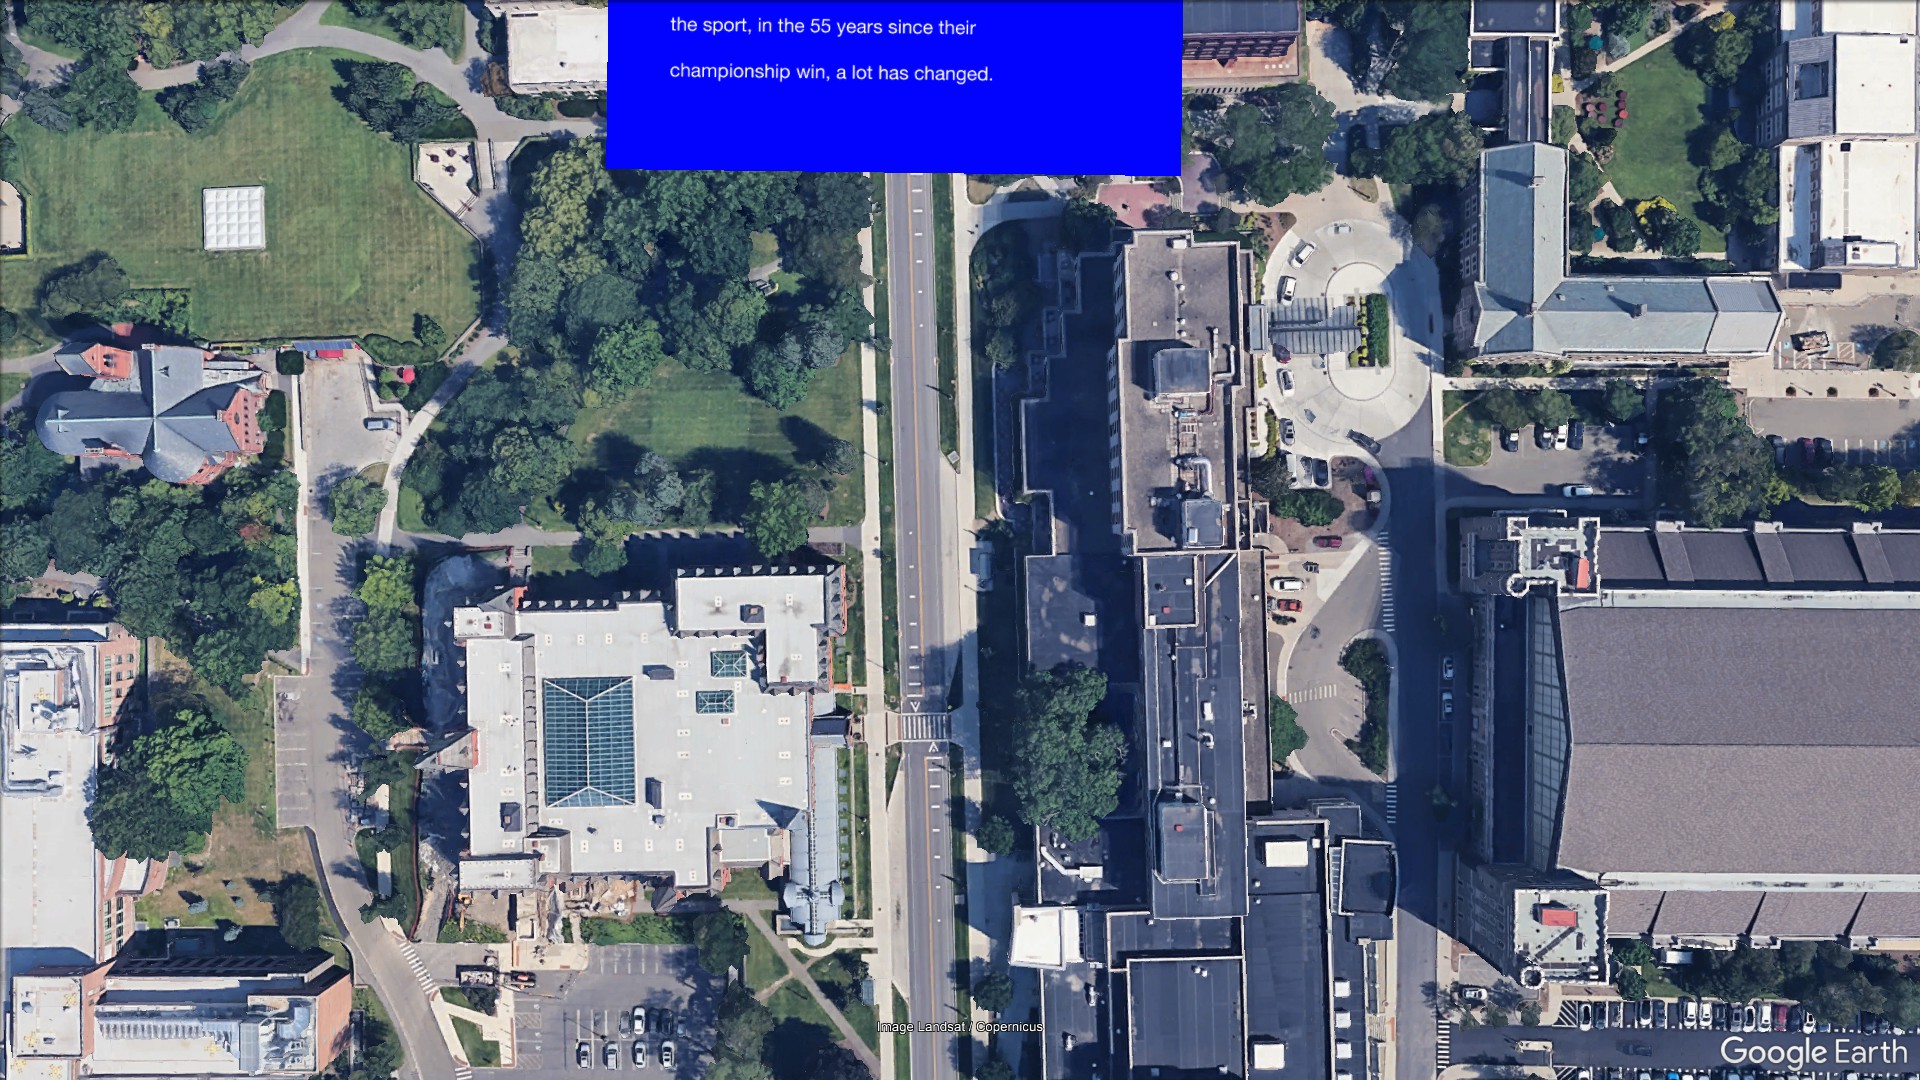 the sport, in the 55 years since their
championship win, a lot has changed.
Image Landsat / Copernicus
Google Earth